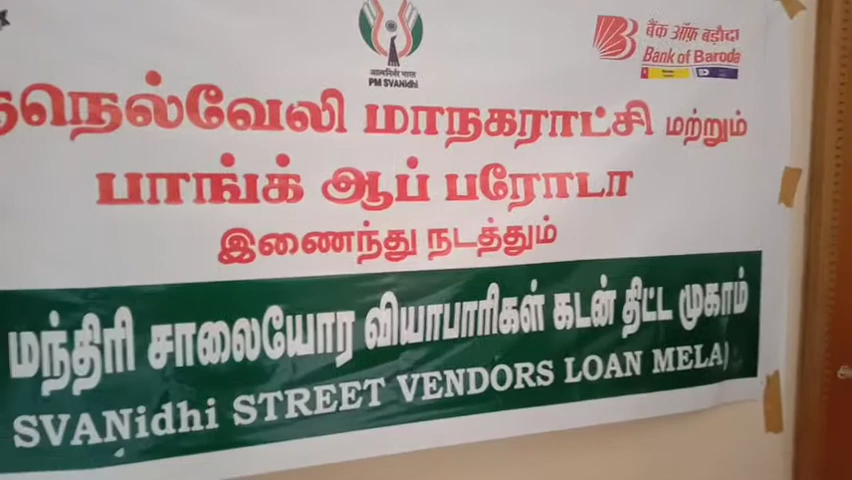 आत्मनिर्भर भारत
PM SVANidhi
बैंक ऑफ़ बड़ौदा
Bank of Baroda
நெல்வேலி மாநகராட்சி மற்றும்
பாங்க் ஆப் பரோடா
இணைந்து நடத்தும்
மந்திரி சாலையோர வியாபாரிகள் கடன் திட்ட முகாம்
SVANidhi STREET VENDORS LOAN MELA)